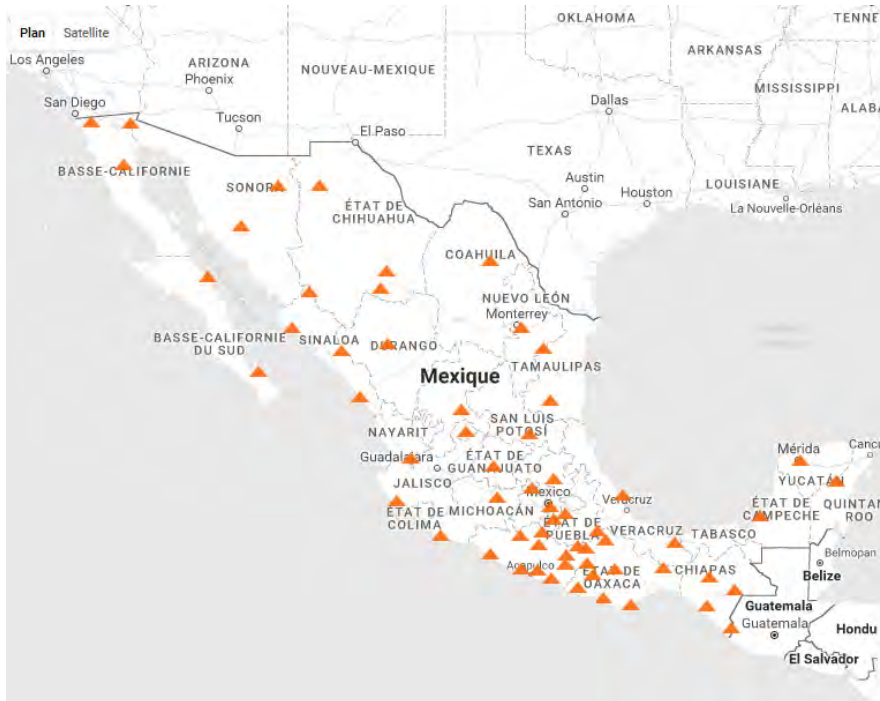 OKLAHOMA
TENNE
Plan Satellite
ARKANSAS
Los Angeles
ARIZONA
NOUVEAU-MEXIQUE
Phoenix
MISSISSIPPI
San Diego
Dallas
ALABA
Tucson
El Paso
TEXAS
BASSE-CALIFORNIE
Austin
LOUISIANE
SONOR
Houston
San Antonio
La Nouvelle-Orléans
ÉTAT DE
CHIHUAHUA
COAHUILA
NUEVO LEÓN
Monterrey
BASSE-CALIFORNIE
DU SUD
SINALOA
DURANGO
TAMAULIPAS
Mexique
SAN LUIS
POTOSÍ
NAYARIT
Mérida
Cancú
Guadalajara
ÉTAT DE
GUANAJUATO
YUCATÁN
JALISCO
Mexico
Veracruz
ÉTAT DE
CAMPECHE
QUINTAN
ROO
ÉTAT DE
COLIMA
MICHOACÁN
ÉTAT DE
PUEBLA
VERACRUZ
TABASCO
Belmopan
Acapulco
ÉTAT DE
OAXACA
CHIAPAS
Belize
Guatemala
Guatemala
Hondu
El Salvador